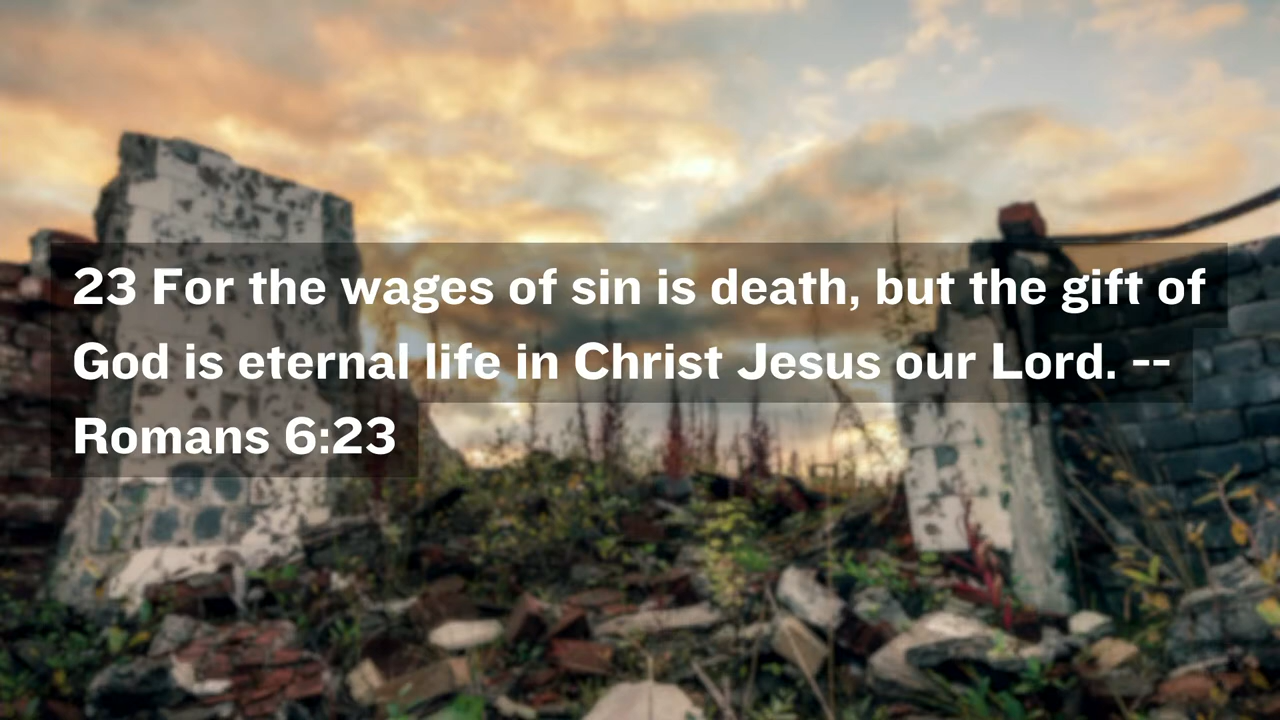 23 For the wages of sin is death, but the gift of
God is eternal life in Christ Jesus our Lord. --
Romans 6:23